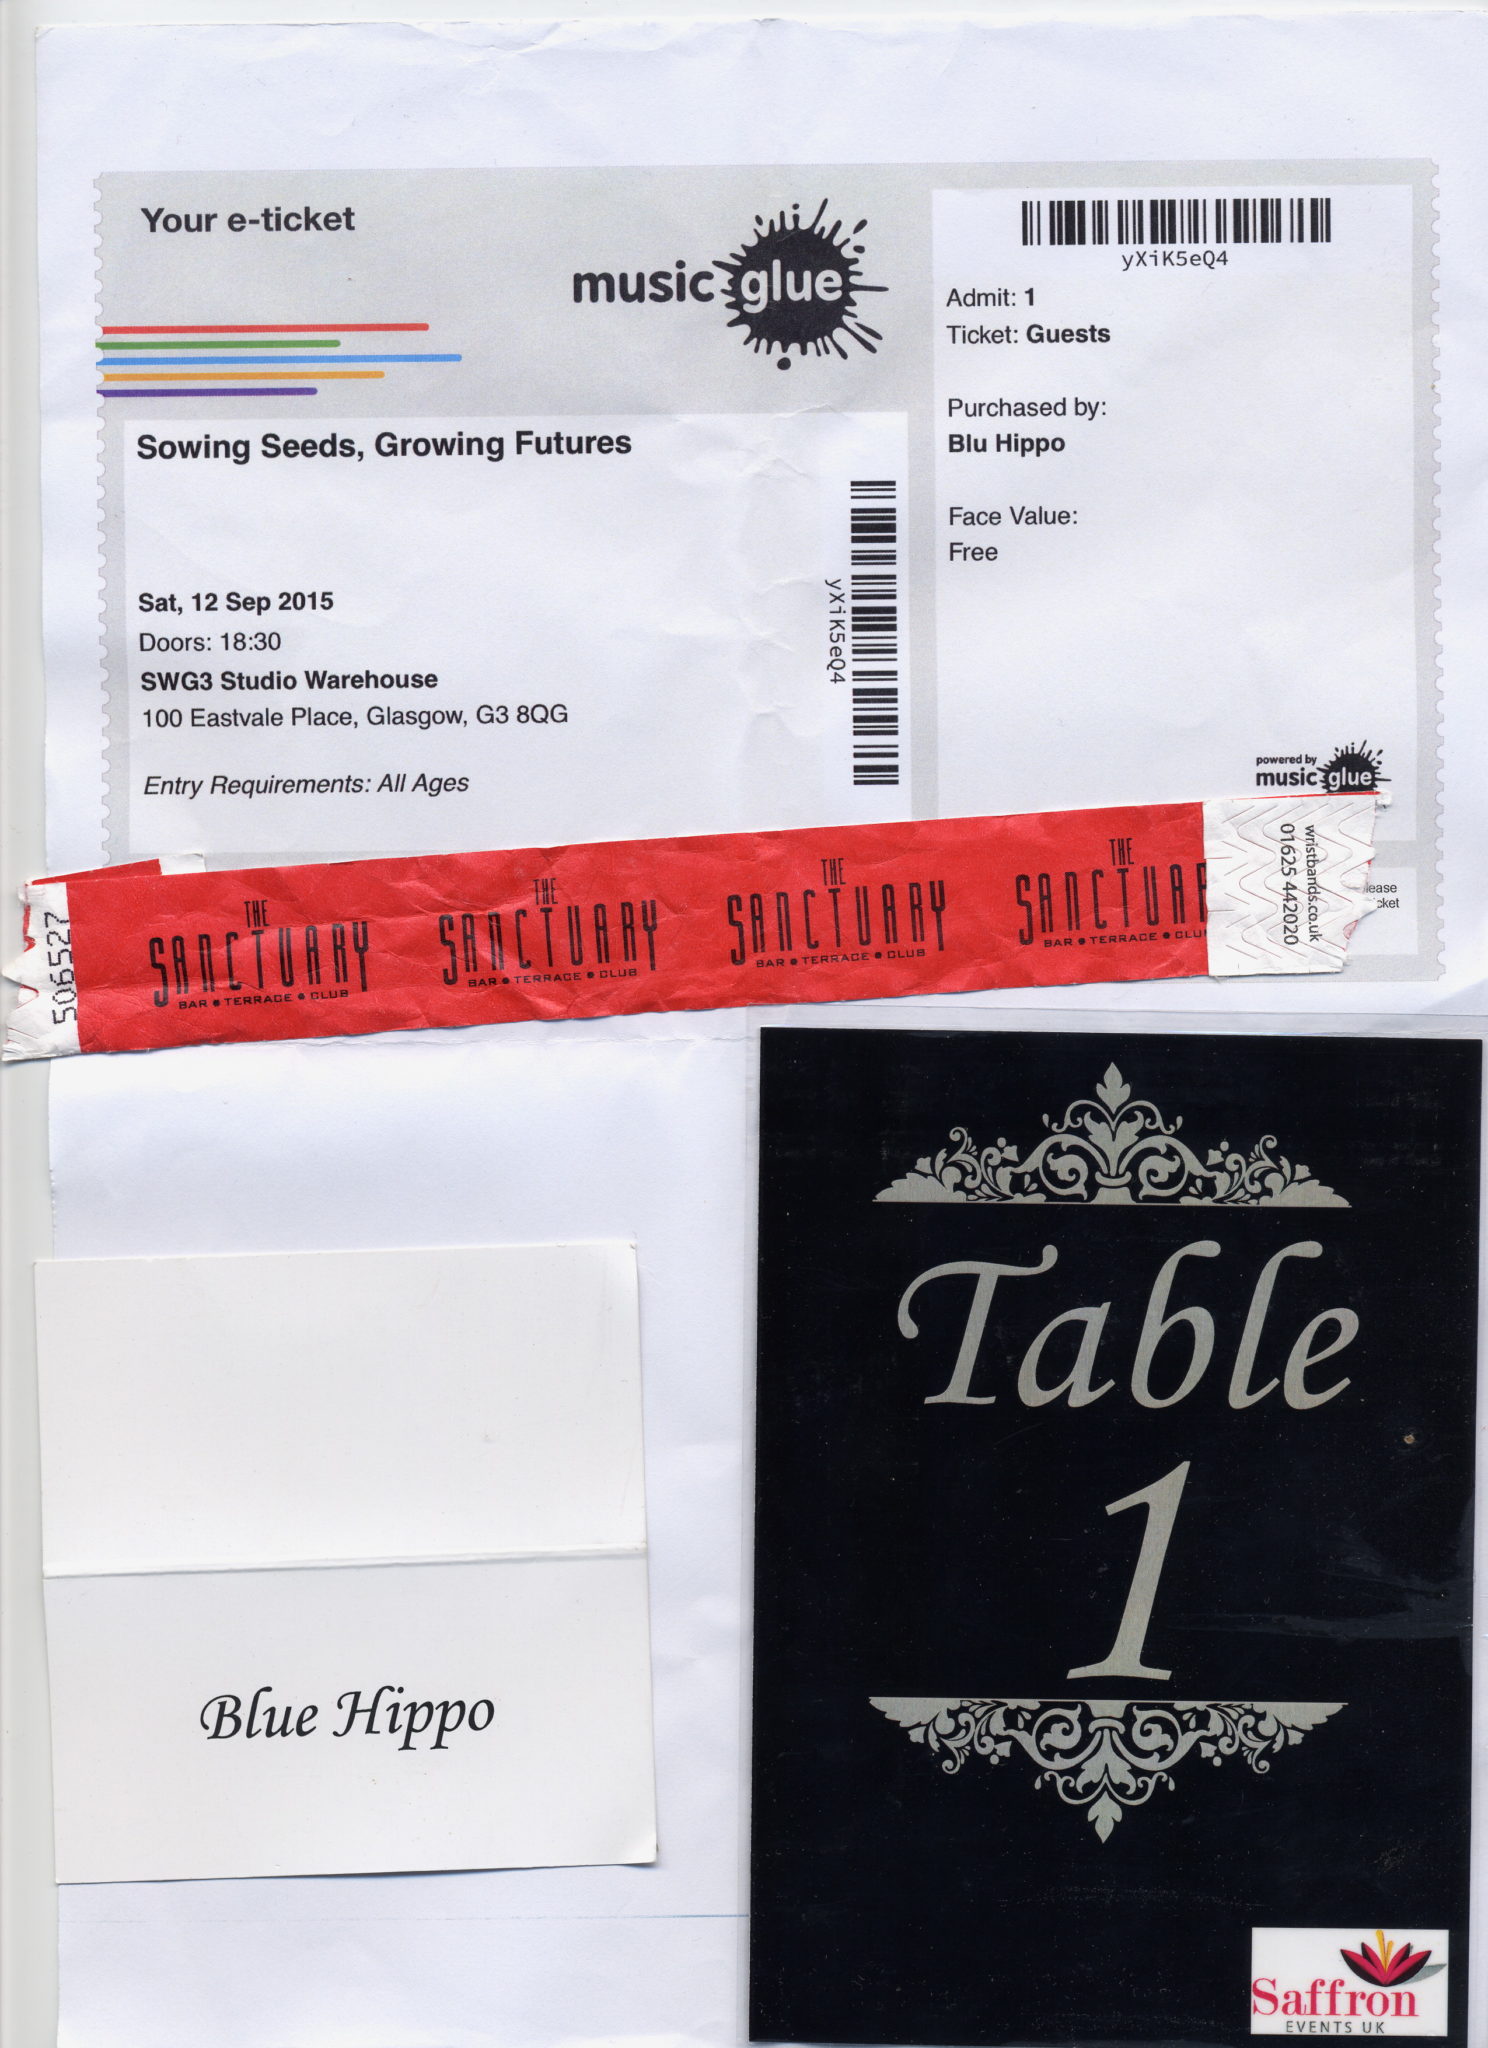 Your e-ticket
music glue
Sowing Seeds, Growing Futures
Sat, 12 Sep 2015
Doors: 18:30
SWG3 Studio Warehouse
100 Eastvale Place, Glasgow, G3 8QG
Entry Requirements: All Ages
yXiK5eQ4
yXiK5eQ4
Admit: 1
Ticket: Guests
Purchased by:
Blu Hippo
Face Value:
Free
powered by
music glue
506527
THE
SANCTUARY
BAR • TERRACE • CLUB
THE
SANCTUARY
BAR • TERRACE • CLUB
THE
SANCTUARY
BAR • TERRACE • CLUB
THE
SANCTUAR
BAR • TERRACE • CLU
wristbands.co.uk
01625 442020
Blue Hippo
Table
1
Saffron
EVENTS UK